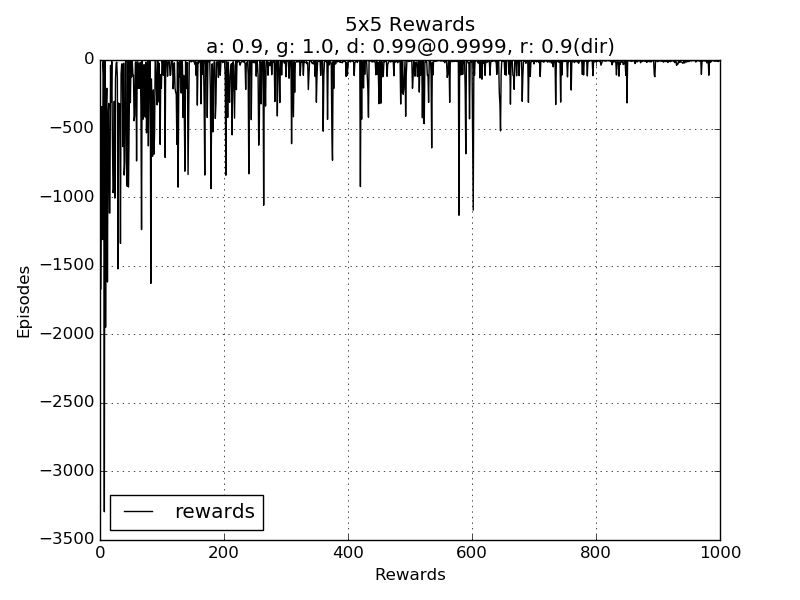 5x5 Rewards
a: 0.9, g: 1.0, d: 0.99@0.9999, r: 0.9(dir)
0
−500
−1000
−1500
−2000
−2500
−3000
−3500
Episodes
rewards
0 200 400 600 800 1000
Rewards